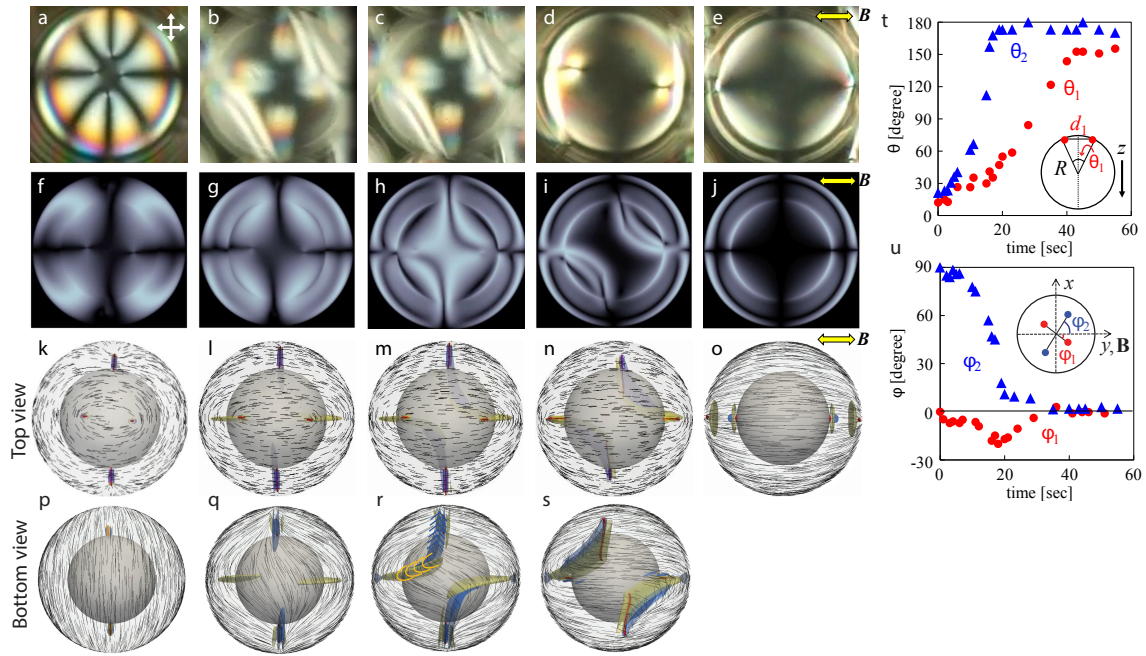 a
b
c
d
e
B
f
g
h
i
j
B
Top view
k
l
m
n
o
B
Bottom view
p
q
r
s
t
180
150
120
90
60
30
0
θ [degree]
0
20
40
60
time [sec]
θ₂
θ₁
d₁
R
θ₁
z
u
90
60
30
0
-30
φ [degree]
0
20
40
60
time [sec]
φ₂
φ₁
x
φ₂
φ₁
y, B